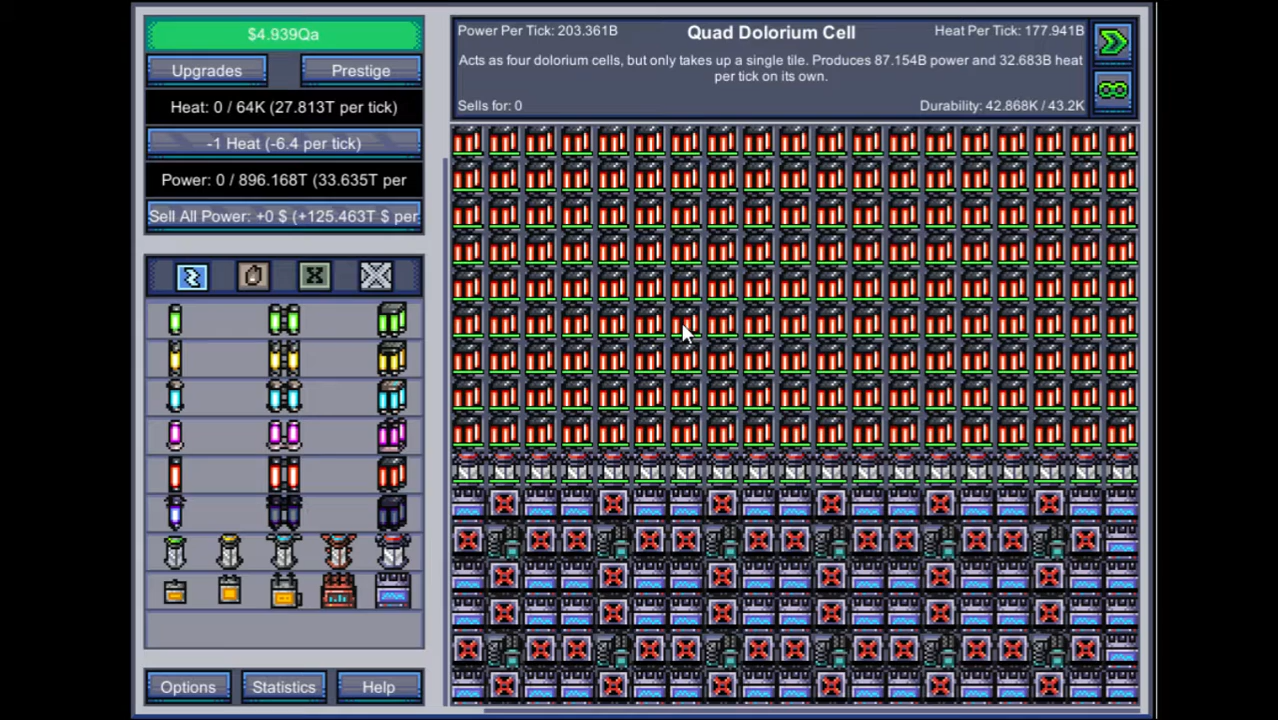 $4.939Qa
Upgrades
Prestige
Heat: 0 / 64K (27.813T per tick)
-1 Heat (-6.4 per tick)
Power: 0 / 896.168T (33.635T per
Sell All Power: +0 $ (+125.463T $ per
Power Per Tick: 203.361B
Quad Dolorium Cell
Heat Per Tick: 177.941B
Acts as four dolorium cells, but only takes up a single tile. Produces 87.154B power and 32.683B heat
per tick on its own.
Sells for: 0
Durability: 42.868K / 43.2K
Options
Statistics
Help